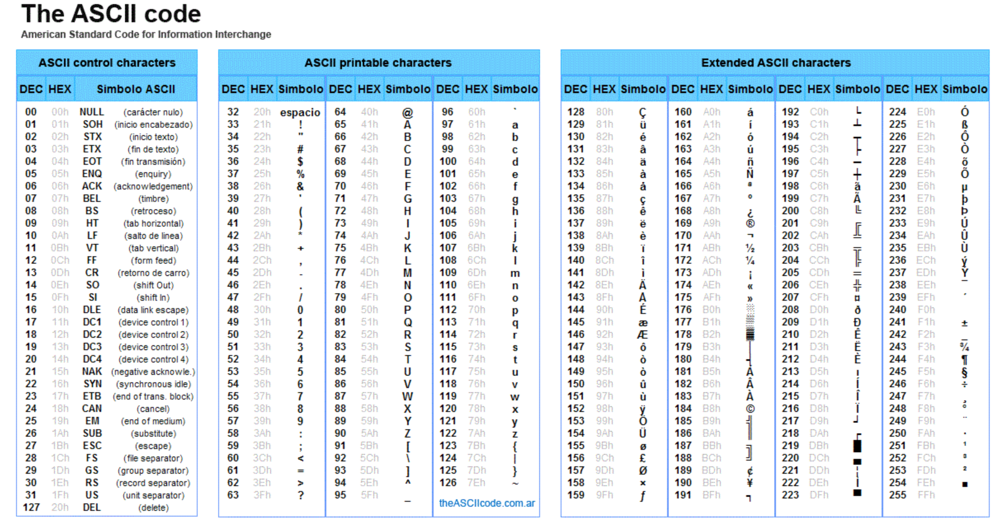 The ASCII code
American Standard Code for Information Interchange
ASCII control characters ASCII printable characters Extended ASCII characters
DEC HEX Simbolo ASCII DEC HEX Simbolo DEC HEX Simbolo DEC HEX Simbolo DEC HEX Simbolo DEC HEX Simbolo DEC HEX Simbolo DEC HEX Simbolo
00 00h NULL (carácter nulo) 32 20h espacio 64 40h @ 96 60h ` 128 80h Ç 160 A0h á 192 C0h └ 224 E0h Ó
01 01h SOH (inicio encabezado) 33 21h ! 65 41h A 97 61h a 129 81h ü 161 A1h í 193 C1h ┴ 225 E1h ß
02 02h STX (inicio texto) 34 22h " 66 42h B 98 62h b 130 82h é 162 A2h ó 194 C2h ┬ 226 E2h Ô
03 03h ETX (fin de texto) 35 23h # 67 43h C 99 63h c 131 83h â 163 A3h ú 195 C3h ├ 227 E3h Ò
04 04h EOT (fin transmisión) 36 24h $ 68 44h D 100 64h d 132 84h ä 164 A4h ñ 196 C4h ─ 228 E4h õ
05 05h ENQ (enquiry) 37 25h % 69 45h E 101 65h e 133 85h à 165 A5h Ñ 197 C5h ┼ 229 E5h Õ
06 06h ACK (acknowledgement) 38 26h & 70 46h F 102 66h f 134 86h å 166 A6h ª 198 C6h ã 230 E6h µ
07 07h BEL (timbre) 39 27h ' 71 47h G 103 67h g 135 87h ç 167 A7h º 199 C7h Ã 231 E7h þ
08 08h BS (retroceso) 40 28h ( 72 48h H 104 68h h 136 88h ê 168 A8h ¿ 200 C8h ╚ 232 E8h Þ
09 09h HT (tab horizontal) 41 29h ) 73 49h I 105 69h i 137 89h ë 169 A9h ® 201 C9h ╔ 233 E9h Ú
10 0Ah LF (salto de linea) 42 2Ah * 74 4Ah J 106 6Ah j 138 8Ah è 170 AAh ¬ 202 CAh ╩ 234 EAh Û
11 0Bh VT (tab vertical) 43 2Bh + 75 4Bh K 107 6Bh k 139 8Bh ï 171 ABh ½ 203 CBh ╦ 235 EBh Ù
12 0Ch FF (form feed) 44 2Ch , 76 4Ch L 108 6Ch l 140 8Ch î 172 ACh ¼ 204 CCh ╠ 236 ECh ý
13 0Dh CR (retorno de carro) 45 2Dh - 77 4Dh M 109 6Dh m 141 8Dh ì 173 ADh ¡ 205 CDh ═ 237 EDh Ý
14 0Eh SO (shift Out) 46 2Eh . 78 4Eh N 110 6Eh n 142 8Eh Ä 174 AEh « 206 CEh ╬ 238 EEh ¯
15 0Fh SI (shift In) 47 2Fh / 79 4Fh O 111 6Fh o 143 8Fh Å 175 AFh » 207 CFh ¤ 239 EFh ´
16 10h DLE (data link escape) 48 30h 0 80 50h P 112 70h p 144 90h É 176 B0h ░ 208 D0h ð 240 F0h
17 11h DC1 (device control 1) 49 31h 1 81 51h Q 113 71h q 145 91h æ 177 B1h ▒ 209 D1h Ð 241 F1h ±
18 12h DC2 (device control 2) 50 32h 2 82 52h R 114 72h r 146 92h Æ 178 B2h ▓ 210 D2h Ê 242 F2h _
19 13h DC3 (device control 3) 51 33h 3 83 53h S 115 73h s 147 93h ô 179 B3h │ 211 D3h Ë 243 F3h ¾
20 14h DC4 (device control 4) 52 34h 4 84 54h T 116 74h t 148 94h ò 180 B4h ┤ 212 D4h È 244 F4h ¶
21 15h NAK (negative acknowle.) 53 35h 5 85 55h U 117 75h u 149 95h ò 181 B5h Á 213 D5h ı 245 F5h §
22 16h SYN (synchronous idle) 54 36h 6 86 56h V 118 76h v 150 96h û 182 B6h Â 214 D6h Í 246 F6h ÷
23 17h ETB (end of trans. block) 55 37h 7 87 57h W 119 77h w 151 97h ù 183 B7h À 215 D7h Î 247 F7h ¸
24 18h CAN (cancel) 56 38h 8 88 58h X 120 78h x 152 98h ÿ 184 B8h © 216 D8h Ï 248 F8h °
25 19h EM (end of medium) 57 39h 9 89 59h Y 121 79h y 153 99h Ö 185 B9h ╣ 217 D9h ┘ 249 F9h ¨
26 1Ah SUB (substitute) 58 3Ah : 90 5Ah Z 122 7Ah z 154 9Ah Ü 186 BAh ║ 218 DAh ┌ 250 FAh ·
27 1Bh ESC (escape) 59 3Bh ; 91 5Bh [ 123 7Bh { 155 9Bh ø 187 BBh ╗ 219 DBh █ 251 FBh ¹
28 1Ch FS (file separator) 60 3Ch < 92 5Ch \ 124 7Ch | 156 9Ch £ 188 BCh ╝ 220 DCh ▄ 252 FCh ³
29 1Dh GS (group separator) 61 3Dh = 93 5Dh ] 125 7Dh } 157 9Dh Ø 189 BDh ¢ 221 DDh ¦ 253 FDh ²
30 1Eh RS (record separator) 62 3Eh > 94 5Eh ^ 126 7Eh ~ 158 9Eh × 190 BEh ¥ 222 DEh Ì 254 FEh ■
31 1Fh US (unit separator) 63 3Fh ? 95 5Fh _ theASCIIcode.com.ar 159 9Fh ƒ 191 BFh ┐ 223 DFh ▀ 255 FFh
127 20h DEL (delete)